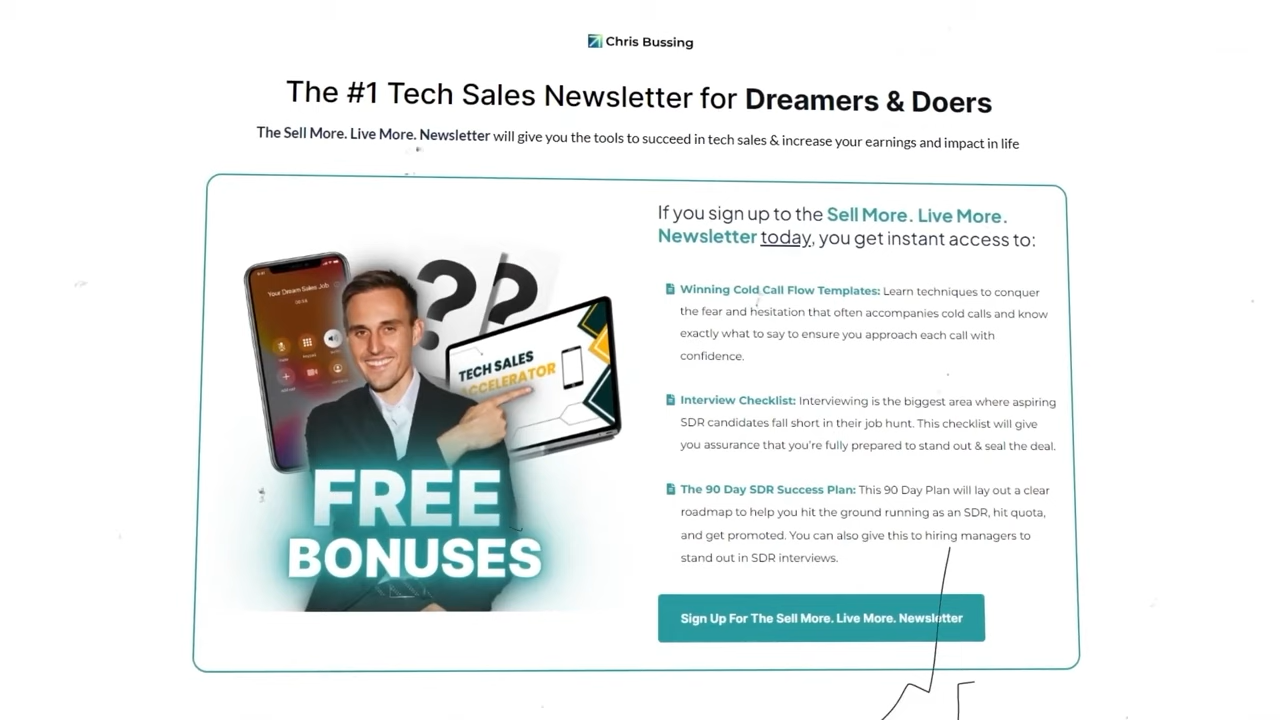 Chris Bussing
The #1 Tech Sales Newsletter for Dreamers & Doers
The Sell More. Live More. Newsletter will give you the tools to succeed in tech sales & increase your earnings and impact in life
Your Dream Sales Job
??
TECH SALES
ACCELERATOR
FREE
BONUSES
If you sign up to the Sell More. Live More.
Newsletter today, you get instant access to:
Winning Cold Call Flow Templates: Learn techniques to conquer
the fear and hesitation that often accompanies cold calls and know
exactly what to say to ensure you approach each call with
confidence.
Interview Checklist: Interviewing is the biggest area where aspiring
SDR candidates fall short in their job hunt. This checklist will give
you assurance that you're fully prepared to stand out & seal the deal.
The 90 Day SDR Success Plan: This 90 Day Plan will lay out a clear
roadmap to help you hit the ground running as an SDR, hit quota,
and get promoted. You can also give this to hiring managers to
stand out in SDR interviews.
Sign Up For The Sell More. Live More. Newsletter